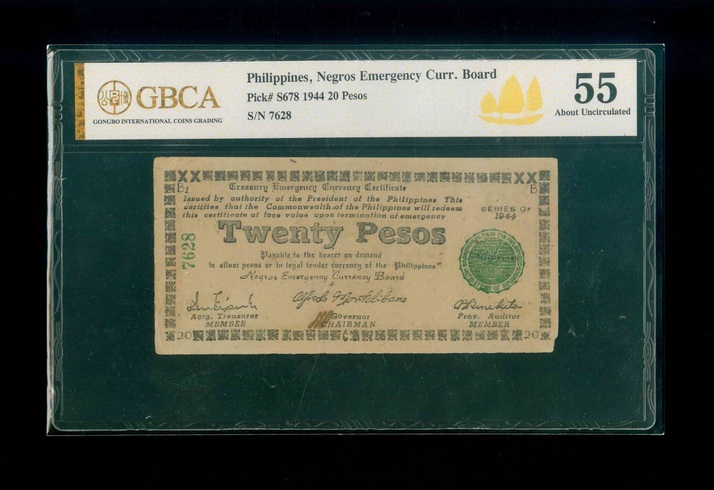 GBCA
GONGBO INTERNATIONAL COINS GRADING
Philippines, Negros Emergency Curr. Board
Pick# S678 1944 20 Pesos
S/N 7628
55
About Uncirculated
XX XX
B2 B
Treasury Emergency Currency Certificate
Issued by authority of the President of the Philippines This
certifies that the Commonwealth of the Philippines will redeem
this certificate at face value upon termination of emergency
SERIES OF
1944
Twenty Pesos
7628
Payable to the bearer on demand
in silver pesos or in legal tender currency of the Philippines
Negros Emergency Currency Board
Actg. Treasurer
MEMBER
Governor
CHAIRMAN
Prov. Auditor
MEMBER
20 C 20